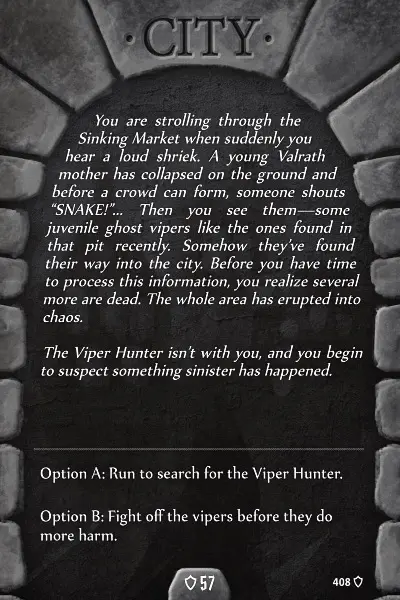 · CITY ·
You are strolling through the
Sinking Market when suddenly you
hear a loud shriek. A young Valrath
mother has collapsed on the ground and
before a crowd can form, someone shouts
“SNAKE!”... Then you see them—some
juvenile ghost vipers like the ones found in
that pit recently. Somehow they’ve found
their way into the city. Before you have time
to process this information, you realize several
more are dead. The whole area has erupted into
chaos.
The Viper Hunter isn’t with you, and you begin
to suspect something sinister has happened.
Option A: Run to search for the Viper Hunter.
Option B: Fight off the vipers before they do
more harm.
57
408